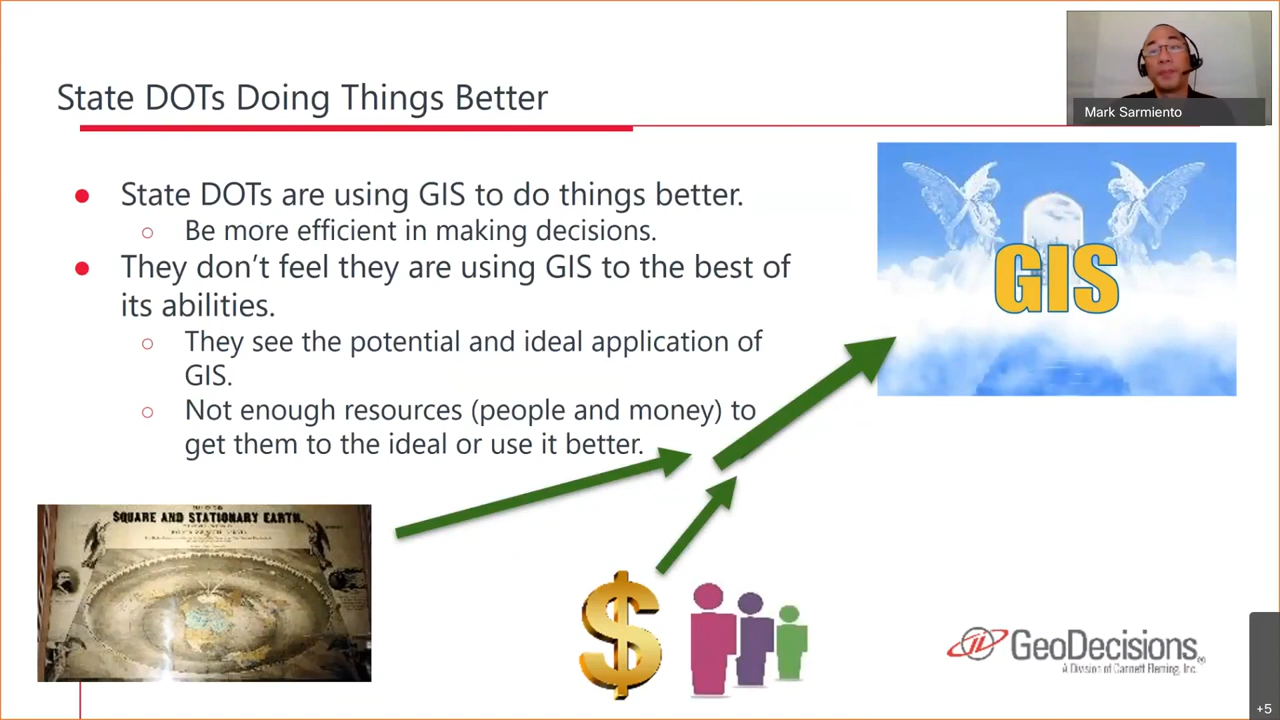 State DOTs Doing Things Better
Mark Sarmiento
● State DOTs are using GIS to do things better.
○ Be more efficient in making decisions.
● They don’t feel they are using GIS to the best of
its abilities.
○ They see the potential and ideal application of
GIS.
○ Not enough resources (people and money) to
get them to the ideal or use it better.
GIS
SQUARE AND STATIONARY EARTH.
$
GeoDecisions
A Division of Gannett Fleming, Inc.
+5